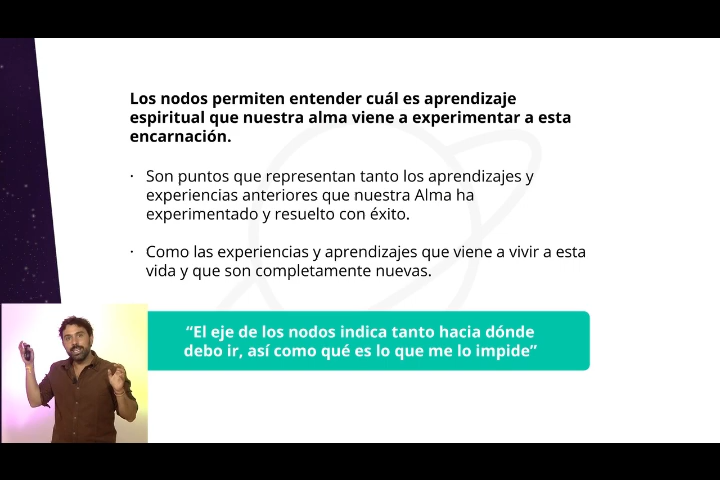 Los nodos permiten entender cuál es aprendizaje
espiritual que nuestra alma viene a experimentar a esta
encarnación.
· Son puntos que representan tanto los aprendizajes y
experiencias anteriores que nuestra Alma ha
experimentado y resuelto con éxito.
· Como las experiencias y aprendizajes que viene a vivir a esta
vida y que son completamente nuevas.
“El eje de los nodos indica tanto hacia dónde
debo ir, así como qué es lo que me lo impide”